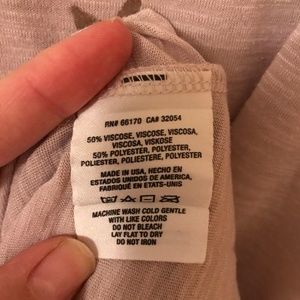 RN# 66170 CA# 32054
50% VISCOSE, VISCOSE, VISCOSA,
VISCOSA, VISKOSE
50% POLYESTER, POLYESTER,
POLIESTER, POLIESTERE, POLYESTER
MADE IN USA, HECHO EN
ESTADOS UNIDOS DE AMERICA,
FABRIQUÉ EN ETATS-UNIS
MACHINE WASH COLD GENTLE
WITH LIKE COLORS
DO NOT BLEACH
LAY FLAT TO DRY
DO NOT IRON